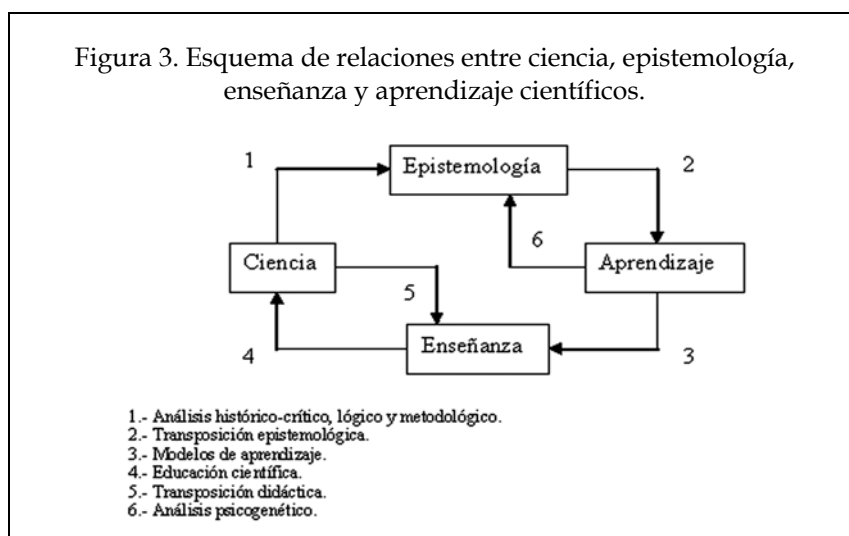 Figura 3. Esquema de relaciones entre ciencia, epistemología,
enseñanza y aprendizaje científicos.
1
Epistemología
2
6
Ciencia
Aprendizaje
5
Enseñanza
4
3
1.- Análisis histórico-crítico, lógico y metodológico.
2.- Transposición epistemológica.
3.- Modelos de aprendizaje.
4.- Educación científica.
5.- Transposición didáctica.
6.- Análisis psicogenético.